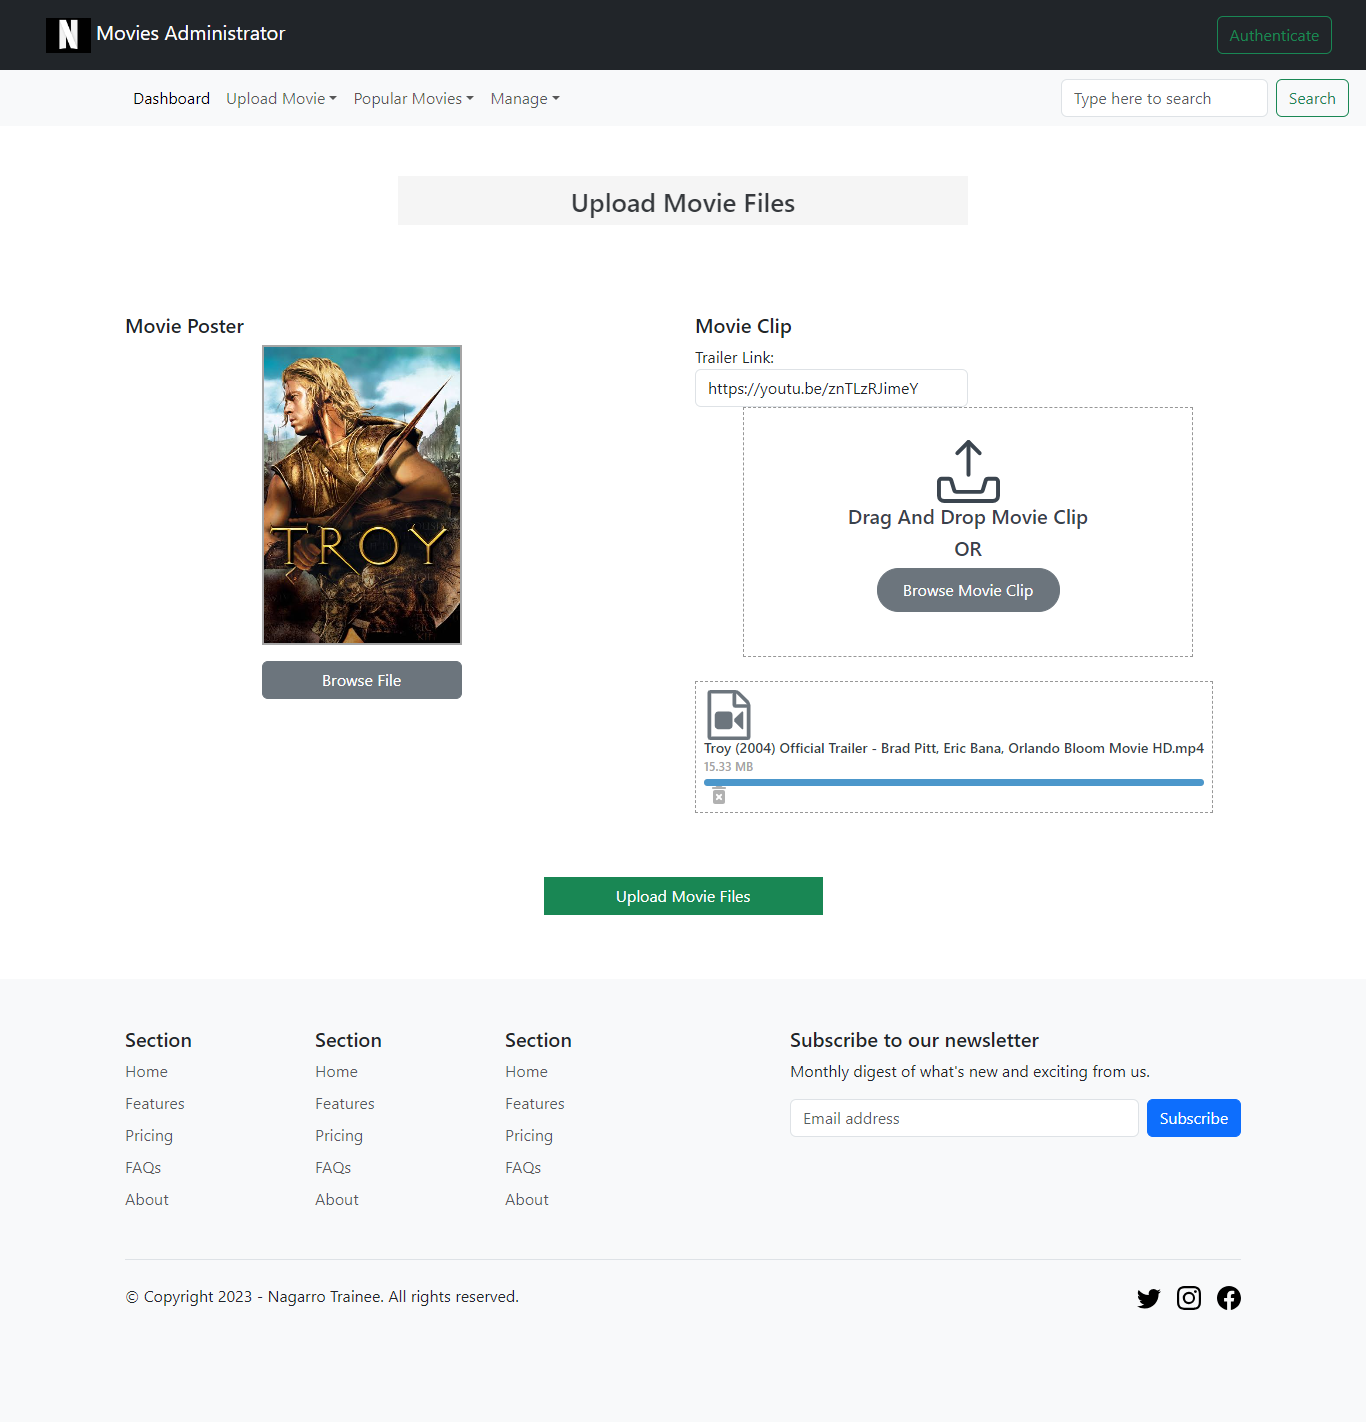 N Movies Administrator
Authenticate
Dashboard Upload Movie Popular Movies Manage
Type here to search Search
Upload Movie Files
Movie Poster
TROY
Browse File
Movie Clip
Trailer Link:
https://youtu.be/znTLzRJimeY
Drag And Drop Movie Clip
OR
Browse Movie Clip
Troy (2004) Official Trailer - Brad Pitt, Eric Bana, Orlando Bloom Movie HD.mp4
15.33 MB
Upload Movie Files
Section
Home
Features
Pricing
FAQs
About
Section
Home
Features
Pricing
FAQs
About
Section
Home
Features
Pricing
FAQs
About
Subscribe to our newsletter
Monthly digest of what's new and exciting from us.
Email address Subscribe
© Copyright 2023 - Nagarro Trainee. All rights reserved.